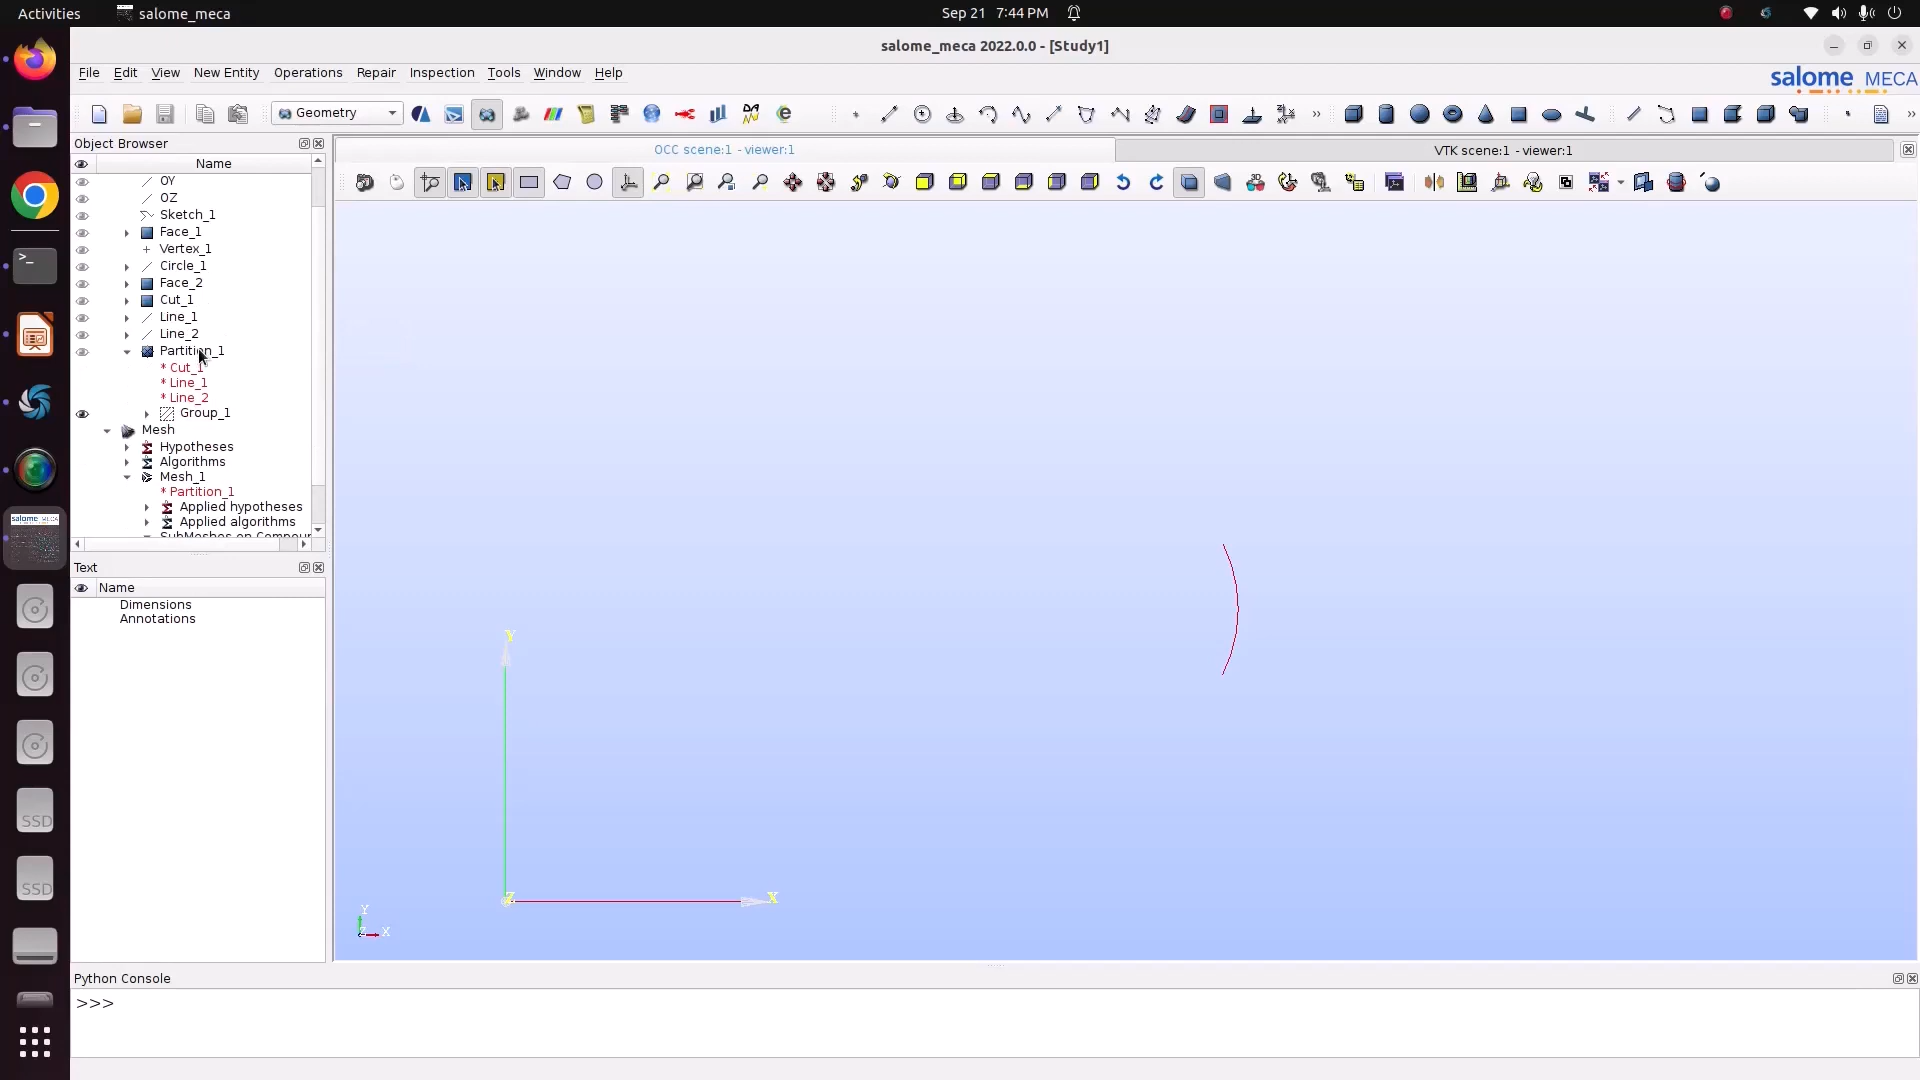 Activities
salome_meca
Sep 21 7:44 PM
salome_meca 2022.0.0 - [Study1]
File Edit View New Entity Operations Repair Inspection Tools Window Help
salome MECA
Geometry
Object Browser
OCC scene:1 - viewer:1
VTK scene:1 - viewer:1
Name
OY
OZ
Sketch_1
Face_1
Vertex_1
Circle_1
Face_2
Cut_1
Line_1
Line_2
Partition_1
* Cut_1
* Line_1
* Line_2
Group_1
Mesh
Hypotheses
Algorithms
Mesh_1
* Partition_1
Applied hypotheses
Applied algorithms
SubMeshes on Compoun
Text
Name
Dimensions
Annotations
Y
Z
X
Y
Z
X
SSD
SSD
Python Console
>>>